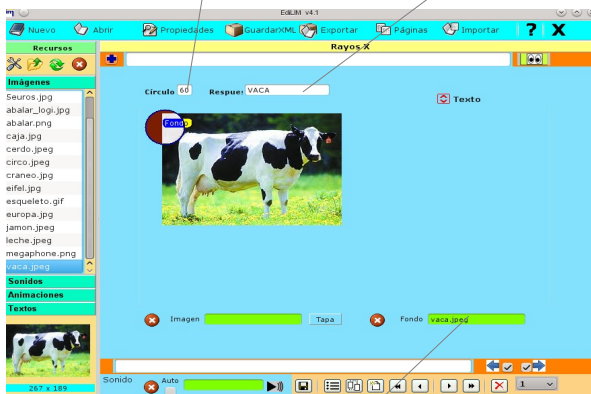 EdiLIM v4.1
Nuevo Abrir Propiedades GuardarXML Exportar Páginas Importar ? X
Recursos
Rayos X
Imágenes
5euros.jpg
abalar_logi.jpg
abalar.png
caja.jpg
cerdo.jpeg
circo.jpeg
craneo.jpg
eifel.jpg
esqueleto.gif
europa.jpg
jamon.jpeg
leche.jpeg
megaphone.png
vaca.jpeg
Sonidos
Animaciones
Textos
267 x 189
Círculo 60 Respue: VACA
Texto
Fondo
Imagen Tapa Fondo vaca.jpeg
Sonido Auto 1